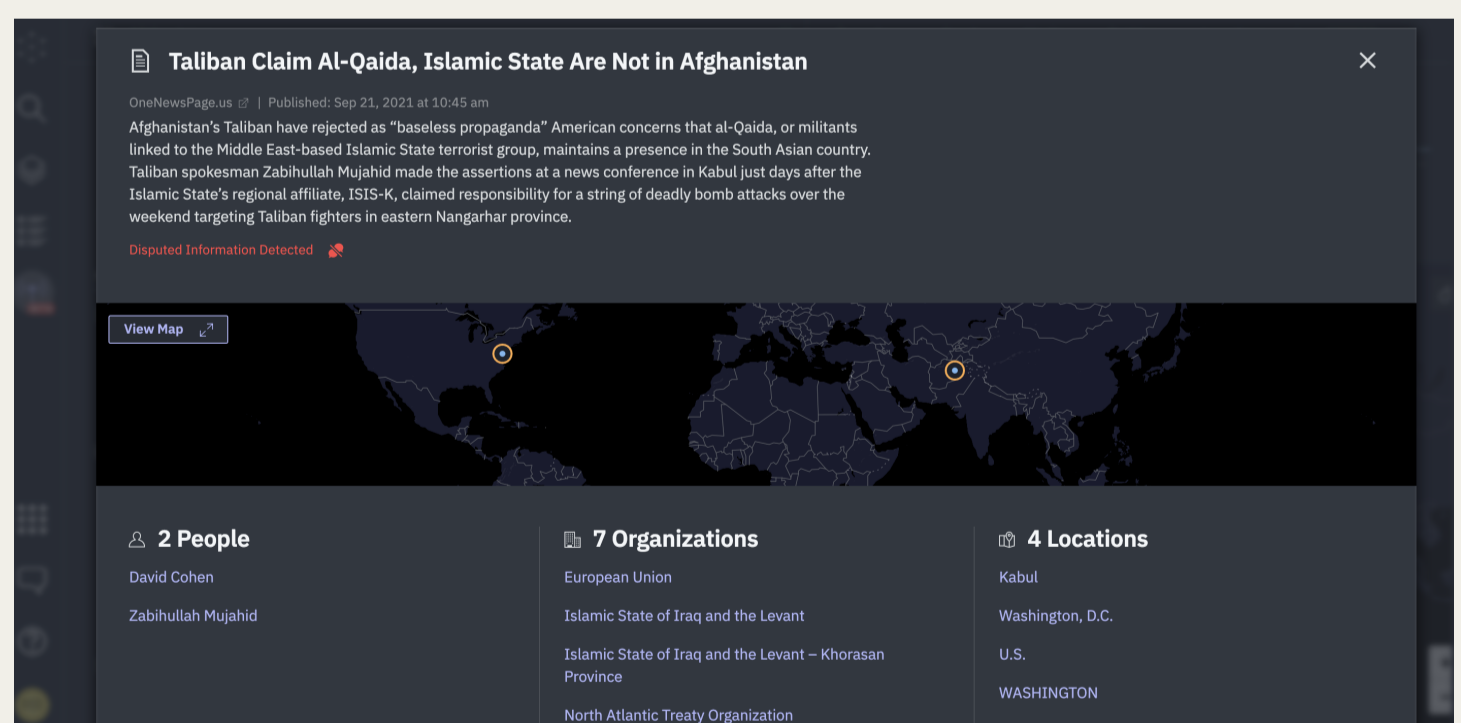 Taliban Claim Al-Qaida, Islamic State Are Not in Afghanistan
OneNewsPage.us | Published: Sep 21, 2021 at 10:45 am
Afghanistan’s Taliban have rejected as “baseless propaganda” American concerns that al-Qaida, or militants
linked to the Middle East-based Islamic State terrorist group, maintains a presence in the South Asian country.
Taliban spokesman Zabihullah Mujahid made the assertions at a news conference in Kabul just days after the
Islamic State’s regional affiliate, ISIS-K, claimed responsibility for a string of deadly bomb attacks over the
weekend targeting Taliban fighters in eastern Nangarhar province.
Disputed Information Detected
View Map
2 People
David Cohen
Zabihullah Mujahid
7 Organizations
European Union
Islamic State of Iraq and the Levant
Islamic State of Iraq and the Levant – Khorasan
Province
North Atlantic Treaty Organization
4 Locations
Kabul
Washington, D.C.
U.S.
WASHINGTON